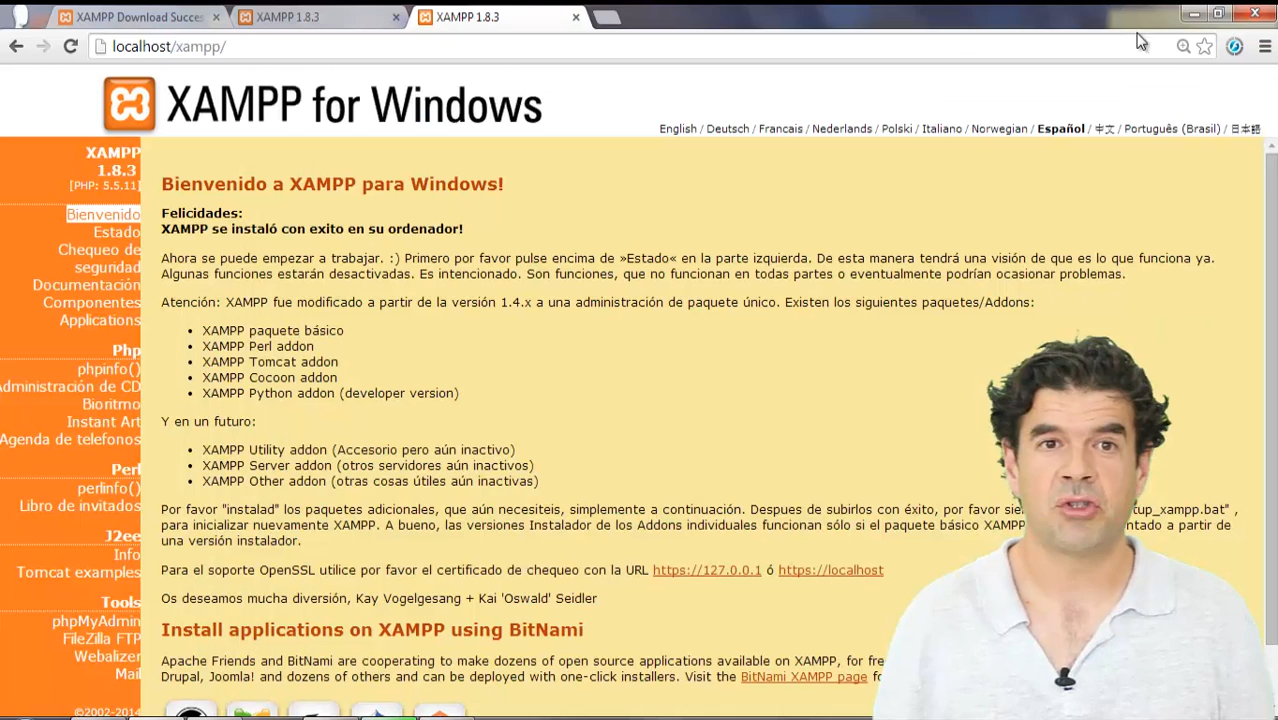 XAMPP Download Succes
XAMPP 1.8.3
XAMPP 1.8.3
localhost/xampp/
XAMPP for Windows
English / Deutsch / Francais / Nederlands / Polski / Italiano / Norwegian / Español / 中文 / Português (Brasil) / 日本語
XAMPP
1.8.3
[PHP: 5.5.11]
Bienvenido
Estado
Chequeo de
seguridad
Documentación
Componentes
Applications
Php
phpinfo()
Administración de CD
Bioritmo
Instant Art
Agenda de telefonos
Perl
perlinfo()
Libro de invitados
J2ee
Info
Tomcat examples
Tools
phpMyAdmin
FileZilla FTP
Webalizer
Mail
©2002-2014
Bienvenido a XAMPP para Windows!
Felicidades:
XAMPP se instaló con exito en su ordenador!
Ahora se puede empezar a trabajar. :) Primero por favor pulse encima de »Estado« en la parte izquierda. De esta manera tendrá una visión de que es lo que funciona ya.
Algunas funciones estarán desactivadas. Es intencionado. Son funciones, que no funcionan en todas partes o eventualmente podrían ocasionar problemas.
Atención: XAMPP fue modificado a partir de la versión 1.4.x a una administración de paquete único. Existen los siguientes paquetes/Addons:
• XAMPP paquete básico
• XAMPP Perl addon
• XAMPP Tomcat addon
• XAMPP Cocoon addon
• XAMPP Python addon (developer version)
Y en un futuro:
• XAMPP Utility addon (Accesorio pero aún inactivo)
• XAMPP Server addon (otros servidores aún inactivos)
• XAMPP Other addon (otras cosas útiles aún inactivas)
Por favor "instalad" los paquetes adicionales, que aún necesiteis, simplemente a continuación. Despues de subirlos con éxito, por favor sie tup_xampp.bat" ,
para inicializar nuevamente XAMPP. A bueno, las versiones Instalador de los Addons individuales funcionan sólo si el paquete básico XAMPP ntado a partir de
una versión instalador.
Para el soporte OpenSSL utilice por favor el certificado de chequeo con la URL https://127.0.0.1 ó https://localhost
Os deseamos mucha diversión, Kay Vogelgesang + Kai 'Oswald' Seidler
Install applications on XAMPP using BitNami
Apache Friends and BitNami are cooperating to make dozens of open source applications available on XAMPP, for fre
Drupal, Joomla! and dozens of others and can be deployed with one-click installers. Visit the BitNami XAMPP page fo